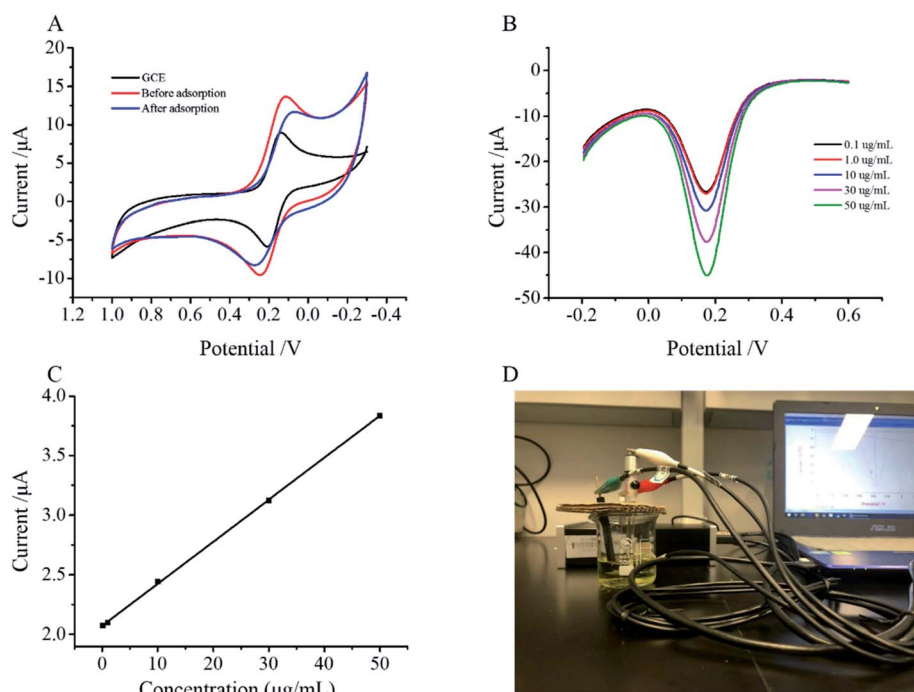 A
20
15
10
5
0
-5
-10
1.2 1.0 0.8 0.6 0.4 0.2 0.0 -0.2 -0.4
Current /μA
Potential /V
GCE
Before adsorption
After adsorption
B
0
-10
-20
-30
-40
-50
-0.2 0.0 0.2 0.4 0.6
Current /μA
Potential /V
0.1 ug/mL
1.0 ug/mL
10 ug/mL
30 ug/mL
50 ug/mL
C
4.0
3.5
3.0
2.5
2.0
0 10 20 30 40 50
Current /μA
Concentration (μg/mL)
D
ASUS